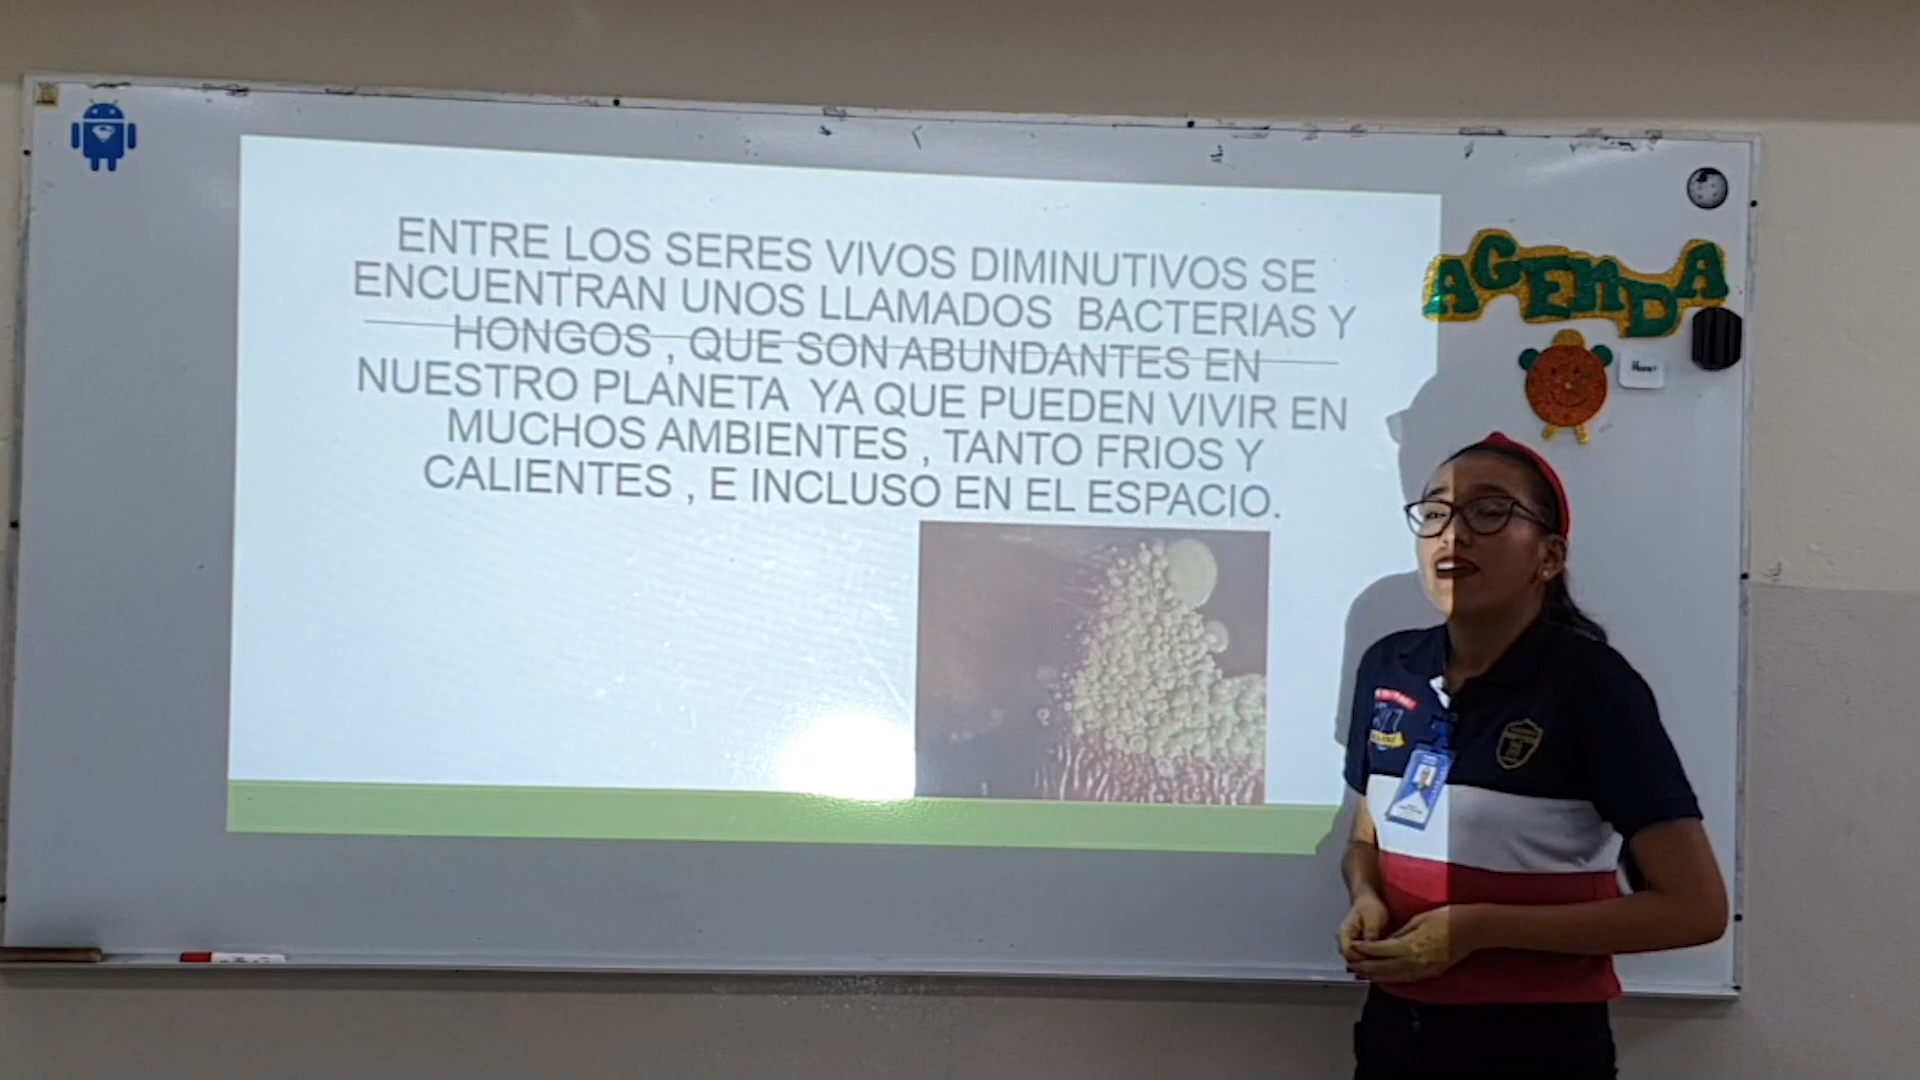 ENTRE LOS SERES VIVOS DIMINUTIVOS SE
ENCUENTRAN UNOS LLAMADOS BACTERIAS Y
HONGOS , QUE SON ABUNDANTES EN
NUESTRO PLANETA YA QUE PUEDEN VIVIR EN
MUCHOS AMBIENTES , TANTO FRIOS Y
CALIENTES , E INCLUSO EN EL ESPACIO.
AGENDA